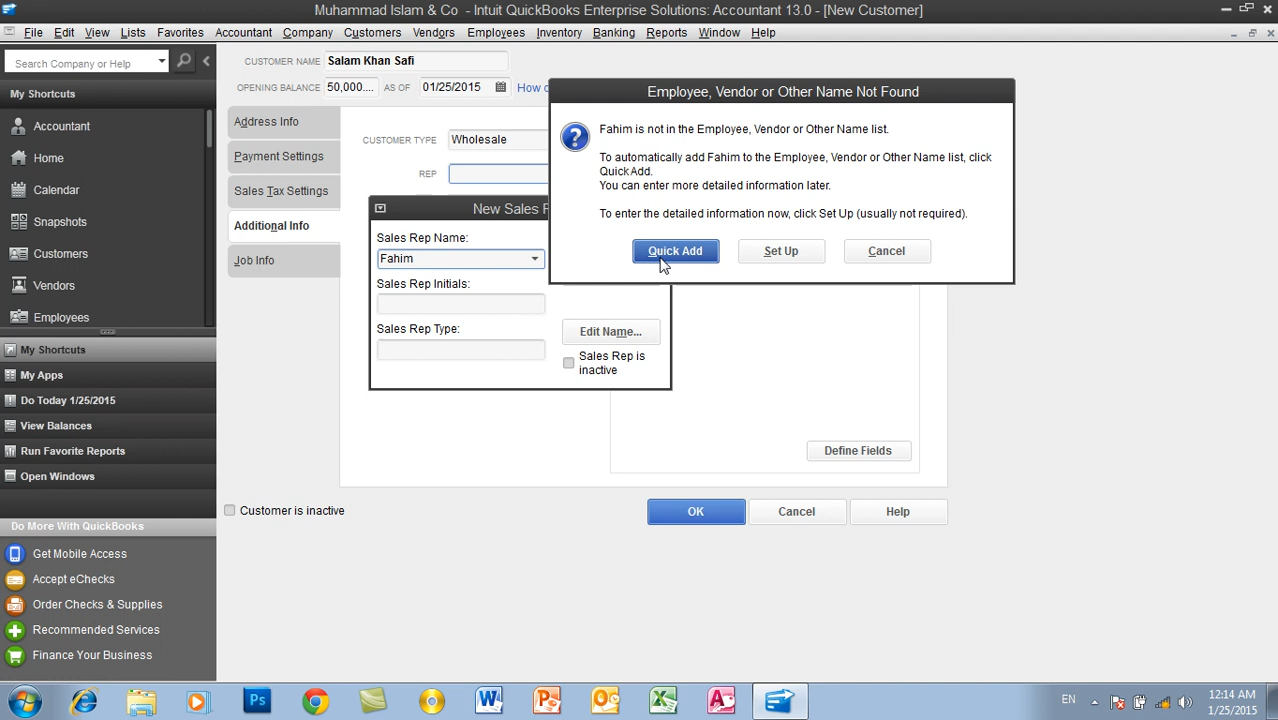 Muhammad Islam & Co - Intuit QuickBooks Enterprise Solutions: Accountant 13.0 - [New Customer]
File Edit View Lists Favorites Accountant Company Customers Vendors Employees Inventory Banking Reports Window Help
Search Company or Help
My Shortcuts
Accountant
Home
Calendar
Snapshots
Customers
Vendors
Employees
My Shortcuts
My Apps
Do Today 1/25/2015
View Balances
Run Favorite Reports
Open Windows
Do More With QuickBooks
Get Mobile Access
Accept eChecks
Order Checks & Supplies
Recommended Services
Finance Your Business
CUSTOMER NAME Salam Khan Safi
OPENING BALANCE 50,000.... AS OF 01/25/2015 How
Address Info
Payment Settings
Sales Tax Settings
Additional Info
Job Info
CUSTOMER TYPE Wholesale
REP
New Sales
Sales Rep Name:
Fahim
Sales Rep Initials:
Sales Rep Type:
Edit Name...
Sales Rep is
inactive
Employee, Vendor or Other Name Not Found
Fahim is not in the Employee, Vendor or Other Name list.
To automatically add Fahim to the Employee, Vendor or Other Name list, click
Quick Add.
You can enter more detailed information later.
To enter the detailed information now, click Set Up (usually not required).
Quick Add Set Up Cancel
Define Fields
Customer is inactive
OK Cancel Help
Ps
EN
12:14 AM
1/25/2015